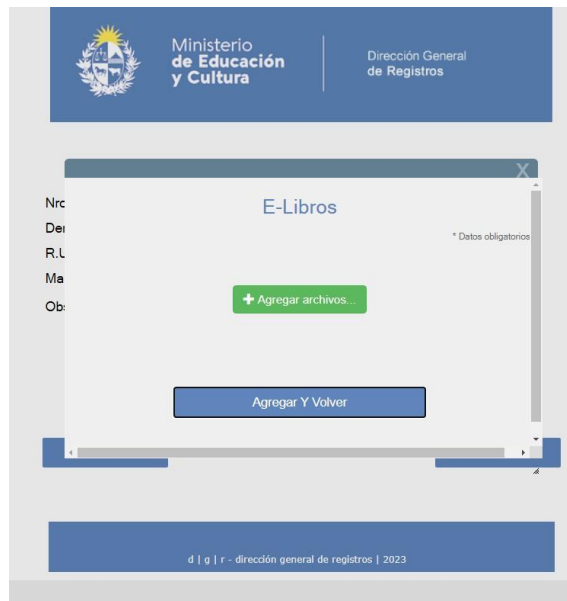 Ministerio
de Educación
y Cultura
Dirección General
de Registros
X
Nro
E-Libros
Der
* Datos obligatorios
R.U
Ma
Obs
+ Agregar archivos...
Agregar Y Volver
d | g | r - dirección general de registros | 2023